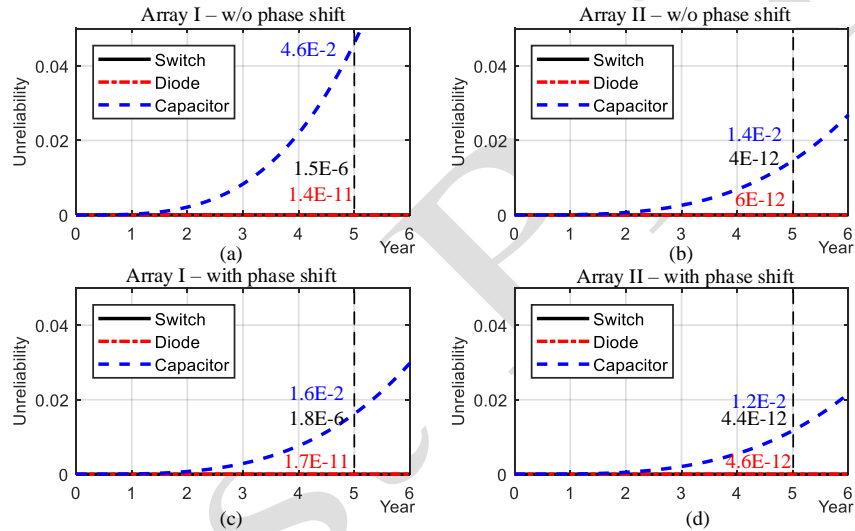 Array I – w/o phase shift
Unreliability
0.04
0.02
0
Switch
Diode
Capacitor
4.6E-2
1.5E-6
1.4E-11
0 1 2 3 4 5 6
Year
(a)
Array II – w/o phase shift
Unreliability
0.04
0.02
0
Switch
Diode
Capacitor
1.4E-2
4E-12
6E-12
0 1 2 3 4 5 6
Year
(b)
Array I – with phase shift
Unreliability
0.04
0.02
0
Switch
Diode
Capacitor
1.6E-2
1.8E-6
1.7E-11
0 1 2 3 4 5 6
Year
(c)
Array II – with phase shift
Unreliability
0.04
0.02
0
Switch
Diode
Capacitor
1.2E-2
4.4E-12
4.6E-12
0 1 2 3 4 5 6
Year
(d)